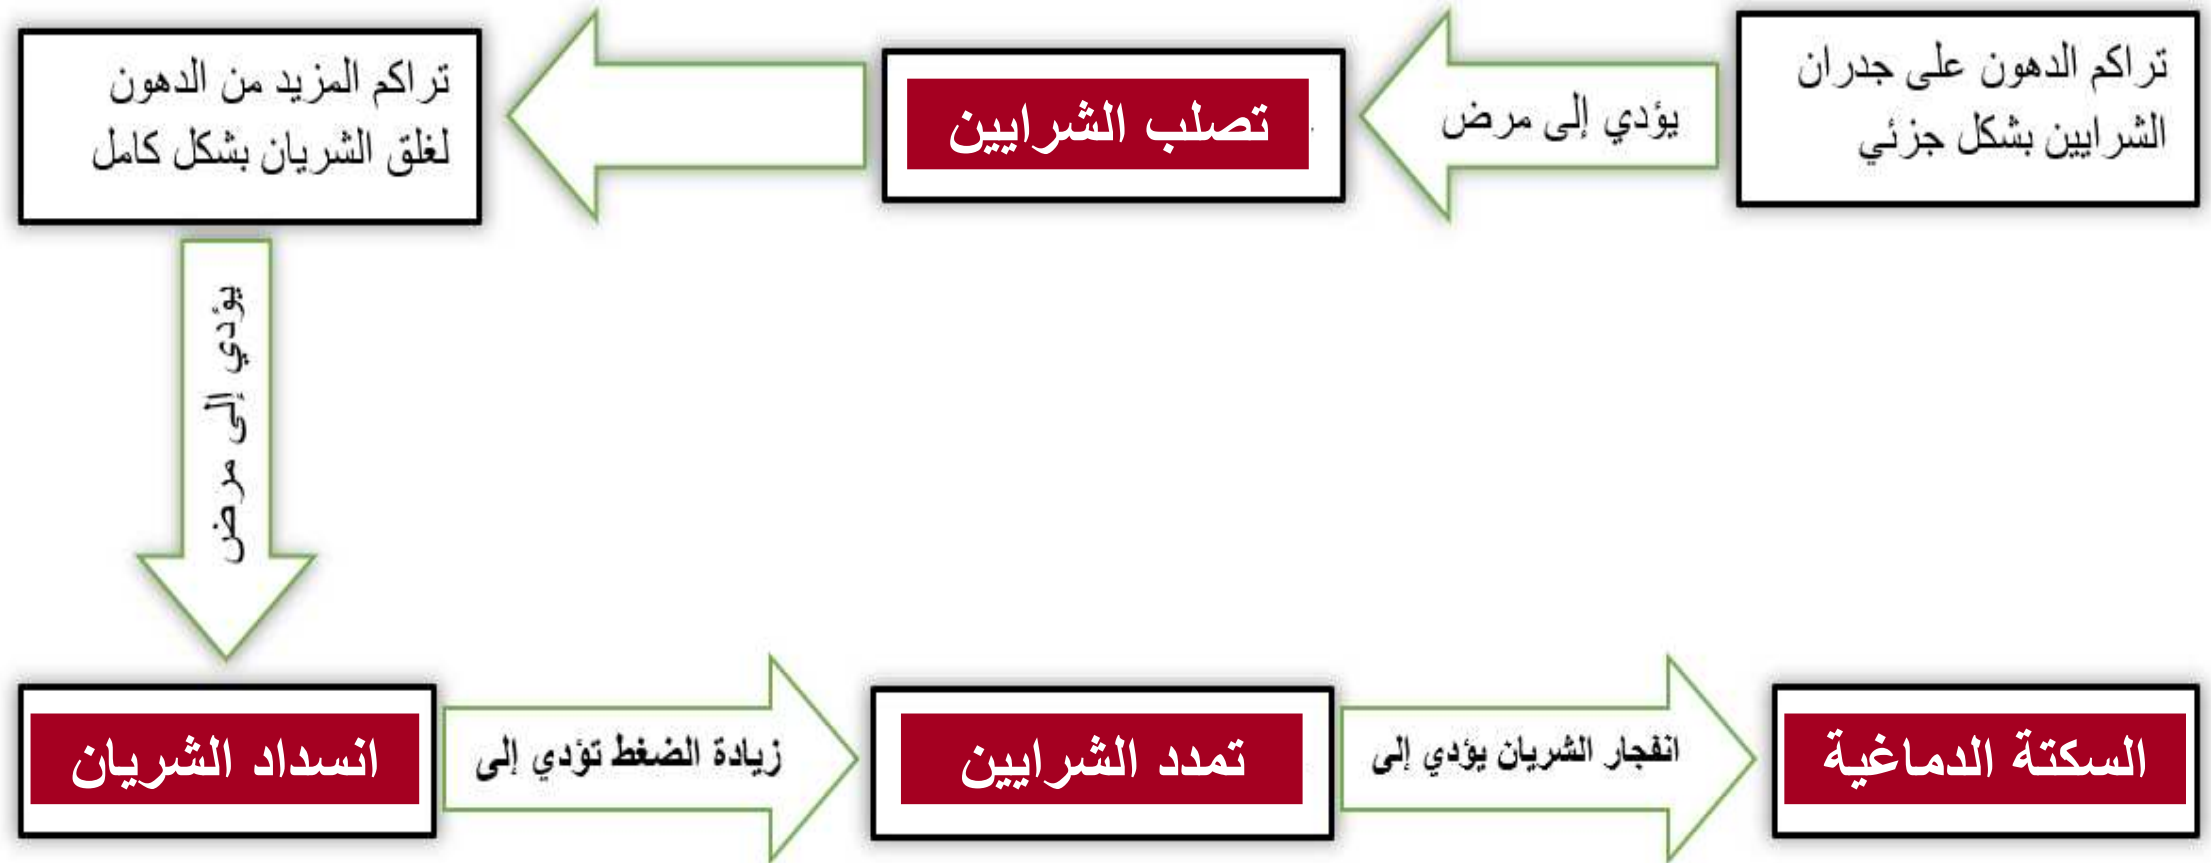 تراكم الدهون على جدران
الشرايين بشكل جزئي
يؤدي إلى مرض
تصلب الشرايين
تراكم المزيد من الدهون
لغلق الشريان بشكل كامل
يؤدي إلى مرض
انسداد الشريان
زيادة الضغط تؤدي إلى
تمدد الشرايين
انفجار الشريان يؤدي إلى
السكتة الدماغية